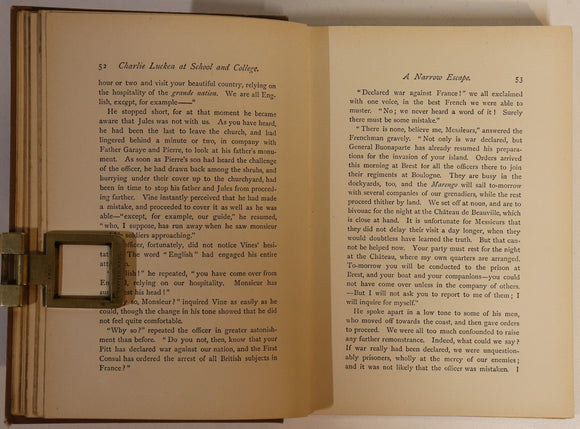 52 Charlie Lucken at School and College.
hour or two and visit your beautiful country, relying on
the hospitality of the grande nation. We are all Eng-
lish, except, for example——"
He stopped short, for at that moment he became
aware that Jules was not with us. As you have heard,
he had been the last to leave the church, and had
lingered behind a minute or two, in company with
Father Garaye and Pierre, to look at his father's monu-
ment. As soon as Pierre's son had heard the challenge
of the officer, he had drawn back among the shrubs, and
hurrying under their cover up to the churchyard, had
been in time to stop his father and Jules from proceed-
ing farther. Vine instantly perceived that he had made
a mistake, and proceeded to cover it as well as he was
able—"except, for example, our guide," he resumed,
"who, I suppose, has run away when he saw monsieur
soldiers approaching."
officer, fortunately, did not notice Vines' hesi-
The word "English" had engaged his entire
att
lish!" he repeated, "you have come over from
England, relying on our hospitality. Monsieur has
st his head!"
so, Monsieur?" inquired Vine as easily as he
could, though the tone showed that he did
not feel quite comfortable.
"Why so?" repeated the officer in greater astonish-
ment than before. "Do you not, then, know that your
Pitt has declared war against our nation, and the First
Consul has ordered the arrest of all British subjects in
France?"
A Narrow Escape. 53
"Declared war against France!" we all exclaimed
with one voice, in the best French we were able to
muster. "No; we never heard a word of it! Surely
there must be some mistake."
"There is none, believe me, Messieurs," answered the
Frenchman gravely. "Not only is war declared, but
General Buonaparte has already resumed his prepara-
tions for the invasion of your island. Orders arrived
this morning at Brest for all the officers there to join
their regiments at Boulogne. They are busy in the
dockyards, too, and the Marengo will sail to-morrow
with several companies of our grenadiers, while the rest
proceed thither by land. We set off at noon, and are to
bivouac for the night at the Château de Beauville, which
is close at hand. It is unfortunate for Messieurs that
they did not delay their visit a day longer, when they
would doubtless have learned the truth. But that can-
not be helped now. Your party must rest for the night
at the Château, where my own quarters are arranged.
To-morrow you will be conducted to the prison at
Brest, and your boat and your companions—you could
not have come unless in the company of others.
—But I will not ask you to report to me of them; I
will inquire for myself."
He spoke apart in a low tone to some of his men,
who moved off towards the coast, and then gave orders
to proceed. We were all too much confounded to raise
any further remonstrance. Indeed, what could we say?
If war really had been declared, we were unquestion-
ably prisoners, wholly at the mercy of our enemies;
and it was not likely that the officer was mistaken. I